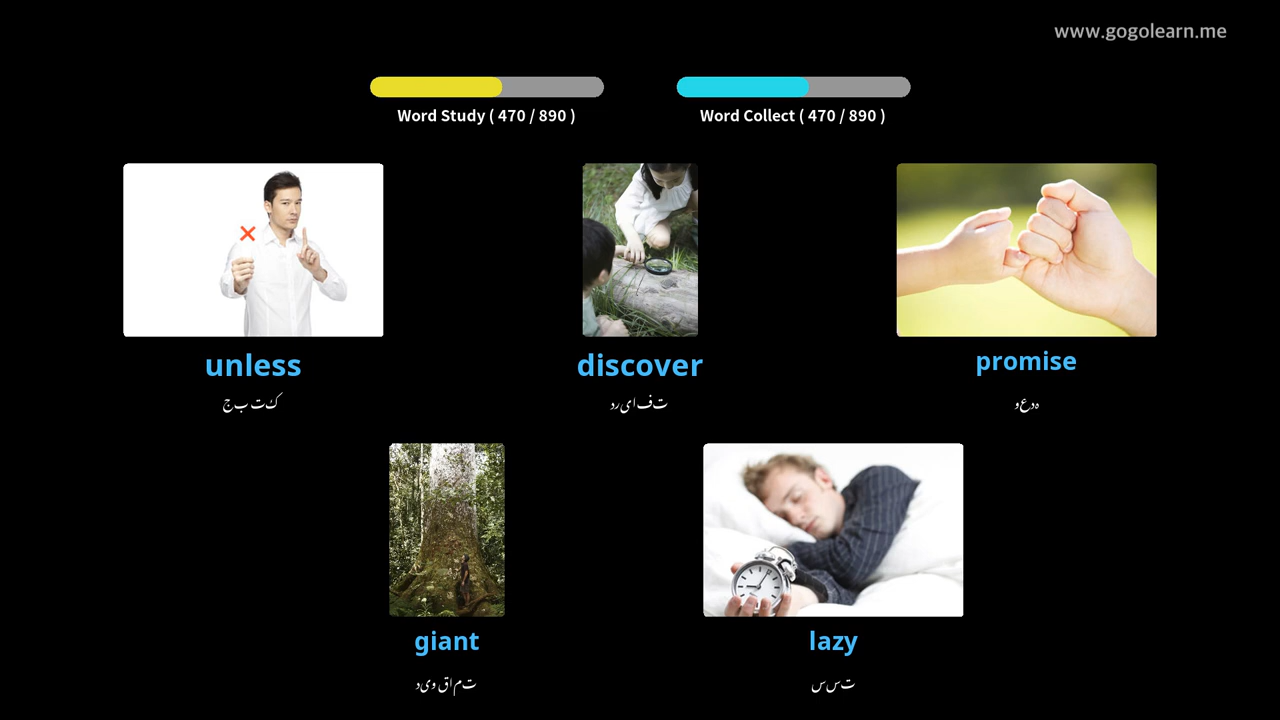 www.gogolearn.me
Word Study ( 470 / 890 )
Word Collect ( 470 / 890 )
unless
جب تک
discover
دریافت
promise
وعدہ
giant
دیو قامت
lazy
سست